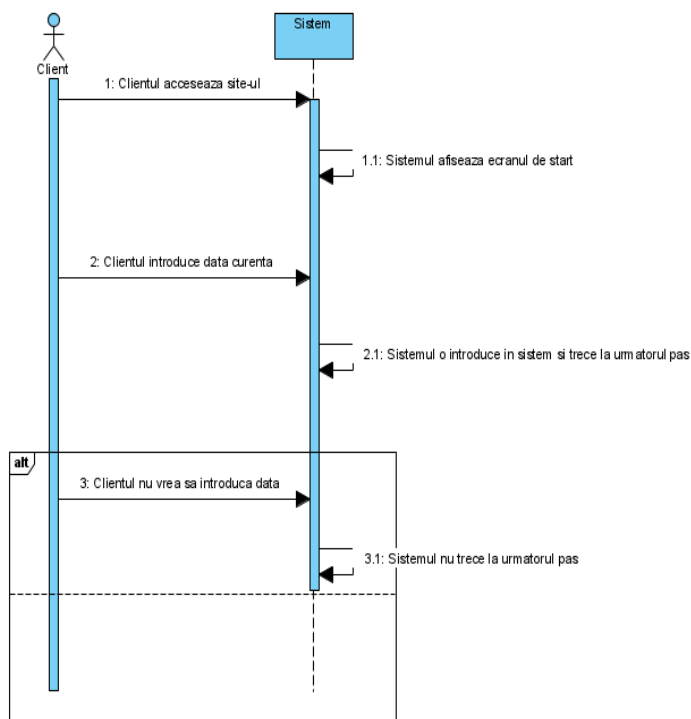 Sistem
Client
1: Clientul acceseaza site-ul
1.1: Sistemul afiseaza ecranul de start
2: Clientul introduce data curenta
2.1: Sistemul o introduce in sistem si trece la urmatorul pas
alt
3: Clientul nu vrea sa introduca data
3.1: Sistemul nu trece la urmatorul pas